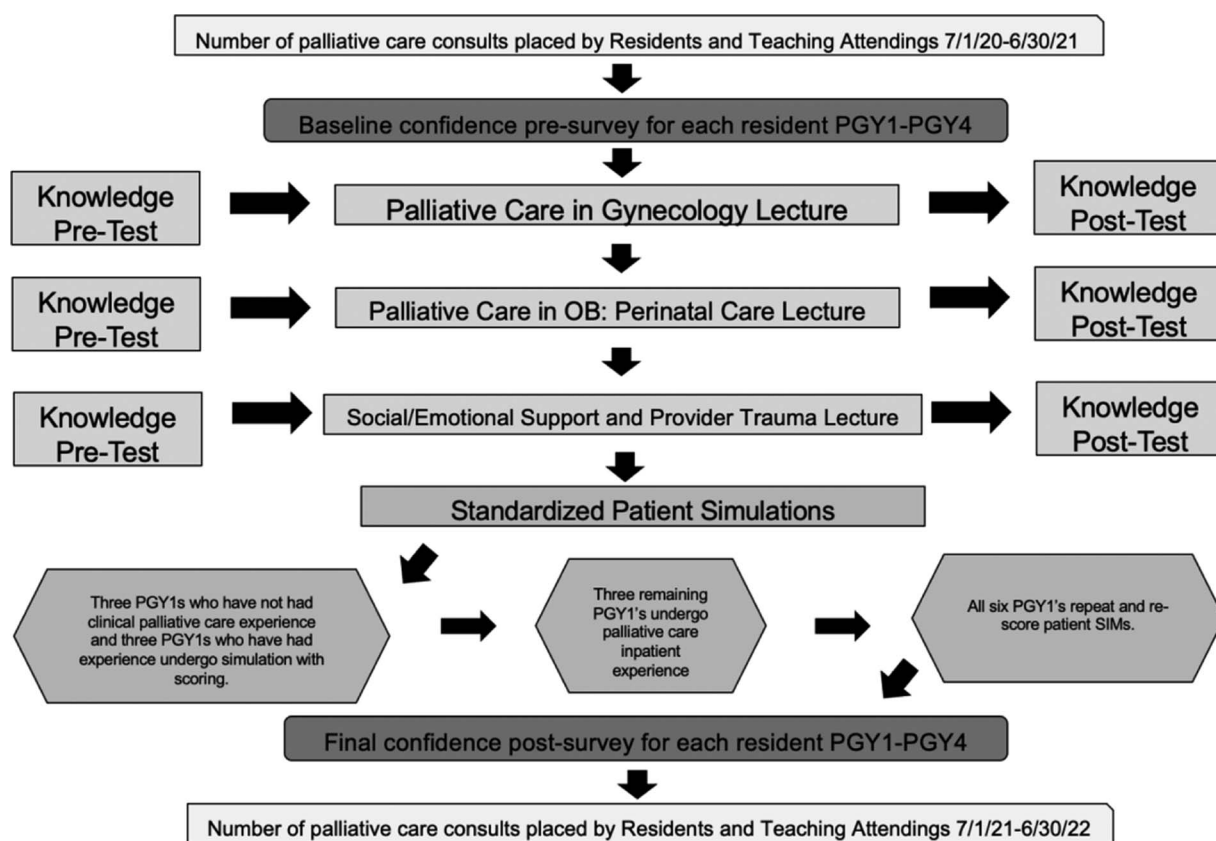 Number of palliative care consults placed by Residents and Teaching Attendings 7/1/20-6/30/21
Baseline confidence pre-survey for each resident PGY1-PGY4
Knowledge
Pre-Test
Palliative Care in Gynecology Lecture
Knowledge
Post-Test
Knowledge
Pre-Test
Palliative Care in OB: Perinatal Care Lecture
Knowledge
Post-Test
Knowledge
Pre-Test
Social/Emotional Support and Provider Trauma Lecture
Knowledge
Post-Test
Standardized Patient Simulations
Three PGY1s who have not had
clinical palliative care experience
and three PGY1s who have had
experience undergo simulation with
scoring.
Three remaining
PGY1's undergo
palliative care
inpatient
experience
All six PGY1's repeat and re-
score patient SIMs.
Final confidence post-survey for each resident PGY1-PGY4
Number of palliative care consults placed by Residents and Teaching Attendings 7/1/21-6/30/22